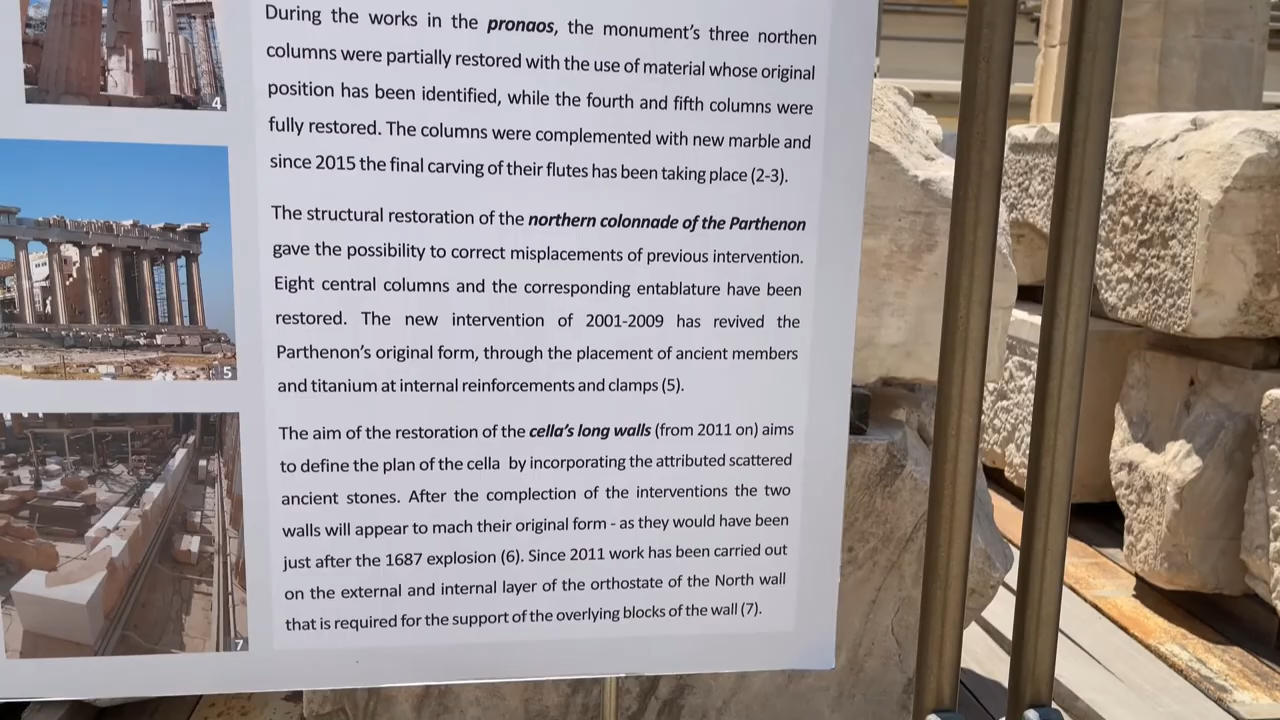 During the works in the pronaos, the monument's three northen
columns were partially restored with the use of material whose original
position has been identified, while the fourth and fifth columns were
fully restored. The columns were complemented with new marble and
since 2015 the final carving of their flutes has been taking place (2-3).
The structural restoration of the northern colonnade of the Parthenon
gave the possibility to correct misplacements of previous intervention.
Eight central columns and the corresponding entablature have been
restored. The new intervention of 2001-2009 has revived the
Parthenon's original form, through the placement of ancient members
and titanium at internal reinforcements and clamps (5).
The aim of the restoration of the cella's long walls (from 2011 on) aims
to define the plan of the cella by incorporating the attributed scattered
ancient stones. After the complection of the interventions the two
walls will appear to mach their original form - as they would have been
just after the 1687 explosion (6). Since 2011 work has been carried out
on the external and internal layer of the orthostate of the North wall
that is required for the support of the overlying blocks of the wall (7).
4
5
7